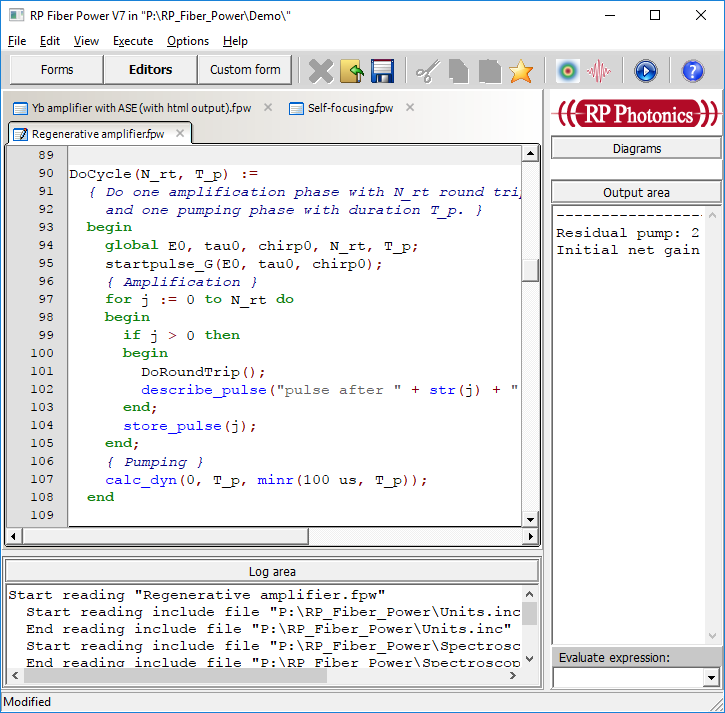 RP Fiber Power V7 in "P:\RP_Fiber_Power\Demo\"
File Edit View Execute Options Help
Forms Editors Custom form
Yb amplifier with ASE (with html output).fpw Self-focusing.fpw
Regenerative amplifier.fpw
89
90 DoCycle(N_rt, T_p) :=
91 { Do one amplification phase with N_rt round trip
92 and one pumping phase with duration T_p. }
93 begin
94 global E0, tau0, chirp0, N_rt, T_p;
95 startpulse_G(E0, tau0, chirp0);
96 { Amplification }
97 for j := 0 to N_rt do
98 begin
99 if j > 0 then
100 begin
101 DoRoundTrip();
102 describe_pulse("pulse after " + str(j) + "
103 end;
104 store_pulse(j);
105 end;
106 { Pumping }
107 calc_dyn(0, T_p, minr(100 us, T_p));
108 end
109
Log area
Start reading "Regenerative amplifier.fpw"
Start reading include file "P:\RP_Fiber_Power\Units.inc
End reading include file "P:\RP_Fiber_Power\Units.inc"
Start reading include file "P:\RP_Fiber_Power\Spectrosc
End reading include file "P:\RP_Fiber_Power\Spectroscop
RP Photonics
Diagrams
Output area
------------------
Residual pump: 2
Initial net gain
Evaluate expression:
Modified